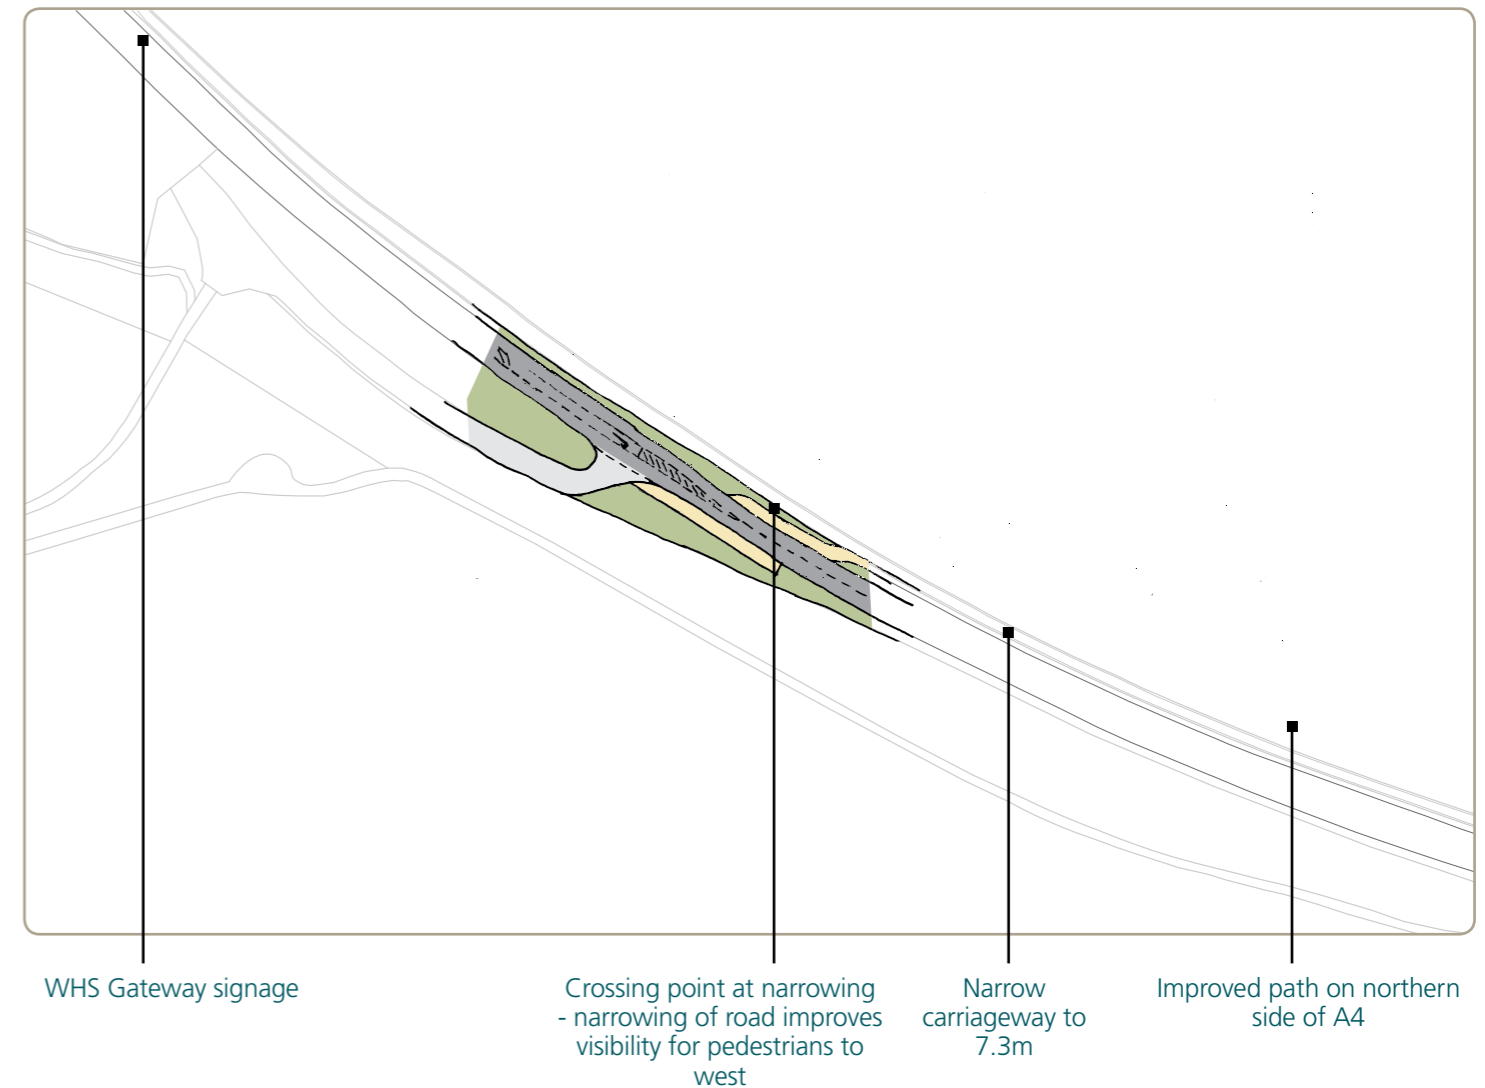 WHS Gateway signage
Crossing point at narrowing
- narrowing of road improves
visibility for pedestrians to
west
Narrow
carriageway to
7.3m
Improved path on northern
side of A4